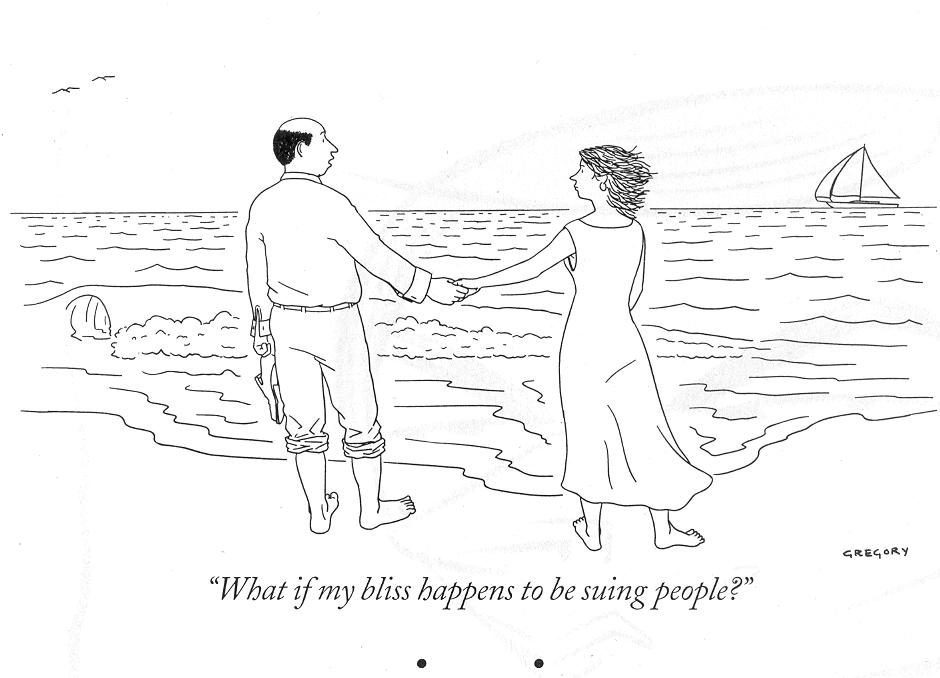 GREGORY
“What if my bliss happens to be suing people?”